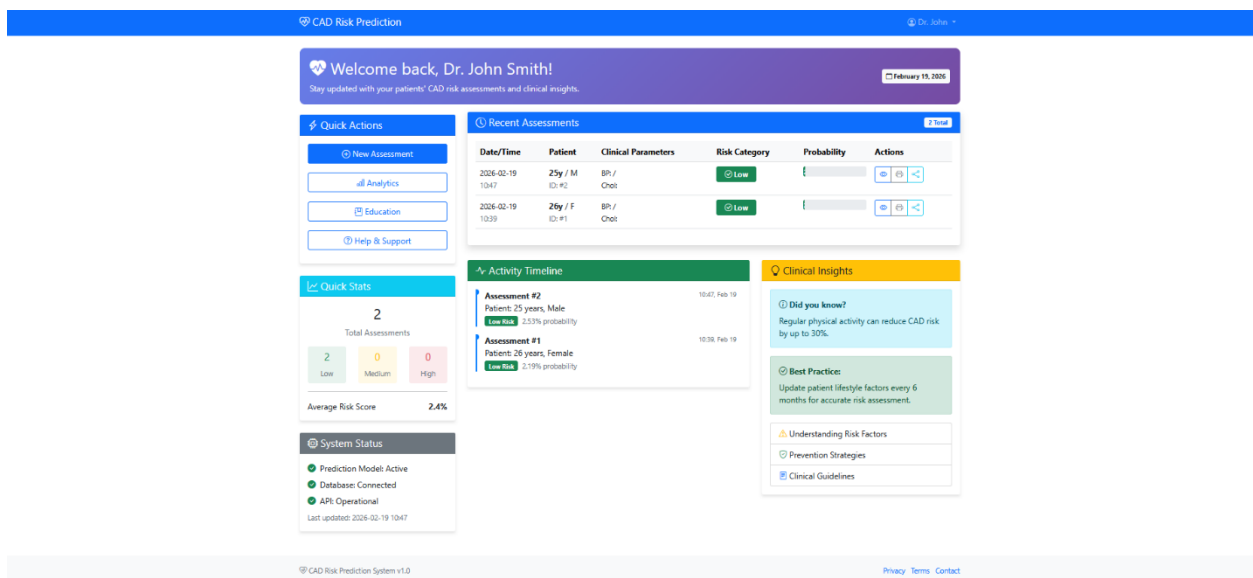 CAD Risk Prediction
Dr. John
Welcome back, Dr. John Smith!
Stay updated with your patients' CAD risk assessments and clinical insights.
February 19, 2026
Quick Actions
New Assessment
Analytics
Education
Help & Support
Quick Stats
2
Total Assessments
2 0 0
Low Medium High
Average Risk Score 2.4%
System Status
Prediction Model: Active
Database: Connected
API: Operational
Last updated: 2026-02-19 10:47
Recent Assessments 2 Total
Date/Time Patient Clinical Parameters Risk Category Probability Actions
2026-02-19 25y / M BP: / Low
10:47 ID: #2 Chol:
2026-02-19 26y / F BP: / Low
10:39 ID: #1 Chol:
Activity Timeline
Assessment #2 10:47, Feb 19
Patient: 25 years, Male
Low Risk 2.53% probability
Assessment #1 10:39, Feb 19
Patient: 26 years, Female
Low Risk 2.19% probability
Clinical Insights
Did you know?
Regular physical activity can reduce CAD risk
by up to 30%.
Best Practice:
Update patient lifestyle factors every 6
months for accurate risk assessment.
Understanding Risk Factors
Prevention Strategies
Clinical Guidelines
CAD Risk Prediction System v1.0
Privacy Terms Contact